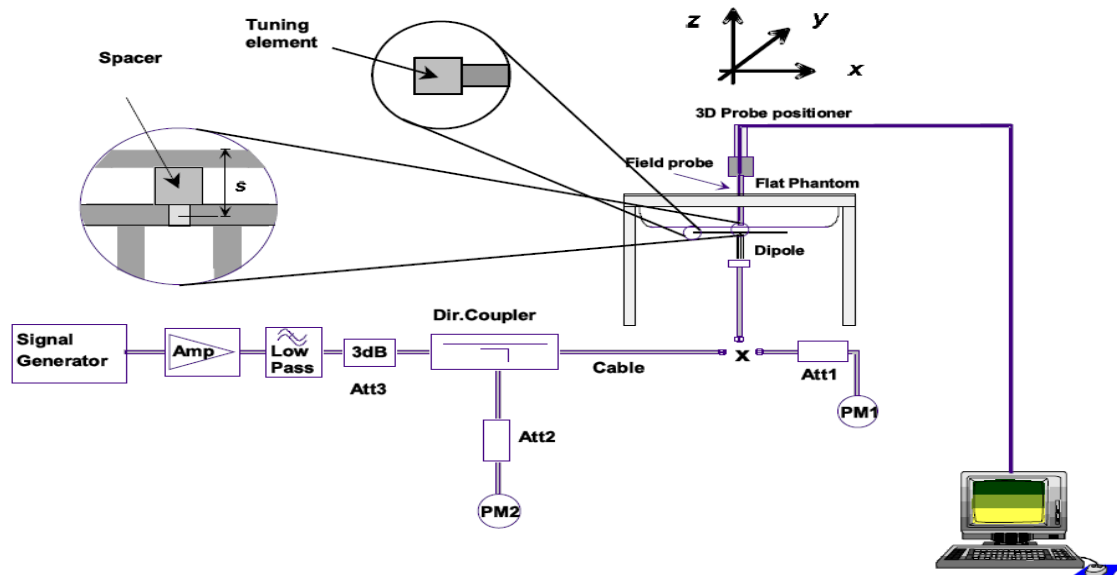 Tuning
element
Spacer
s
z
y
x
3D Probe positioner
Field probe
Flat Phantom
Dipole
Signal
Generator
Amp
Low
Pass
3dB
Att3
Dir.Coupler
Cable
x
Att1
PM1
Att2
PM2